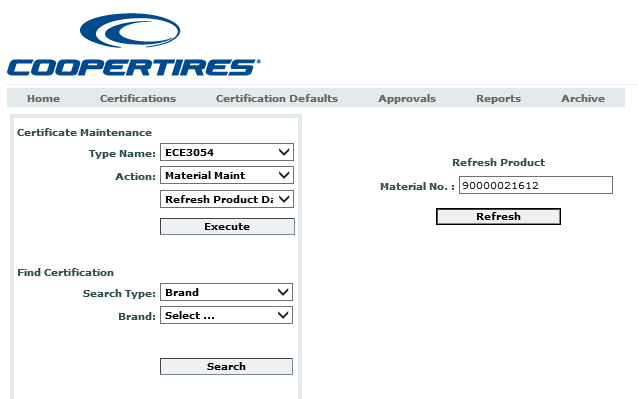 COOPERTIRES®
Home Certifications Certification Defaults Approvals Reports Archive
Certificate Maintenance
Type Name: ECE3054
Action: Material Maint
Refresh Product Da
Execute
Find Certification
Search Type: Brand
Brand: Select ...
Search
Refresh Product
Material No. : 90000021612
Refresh